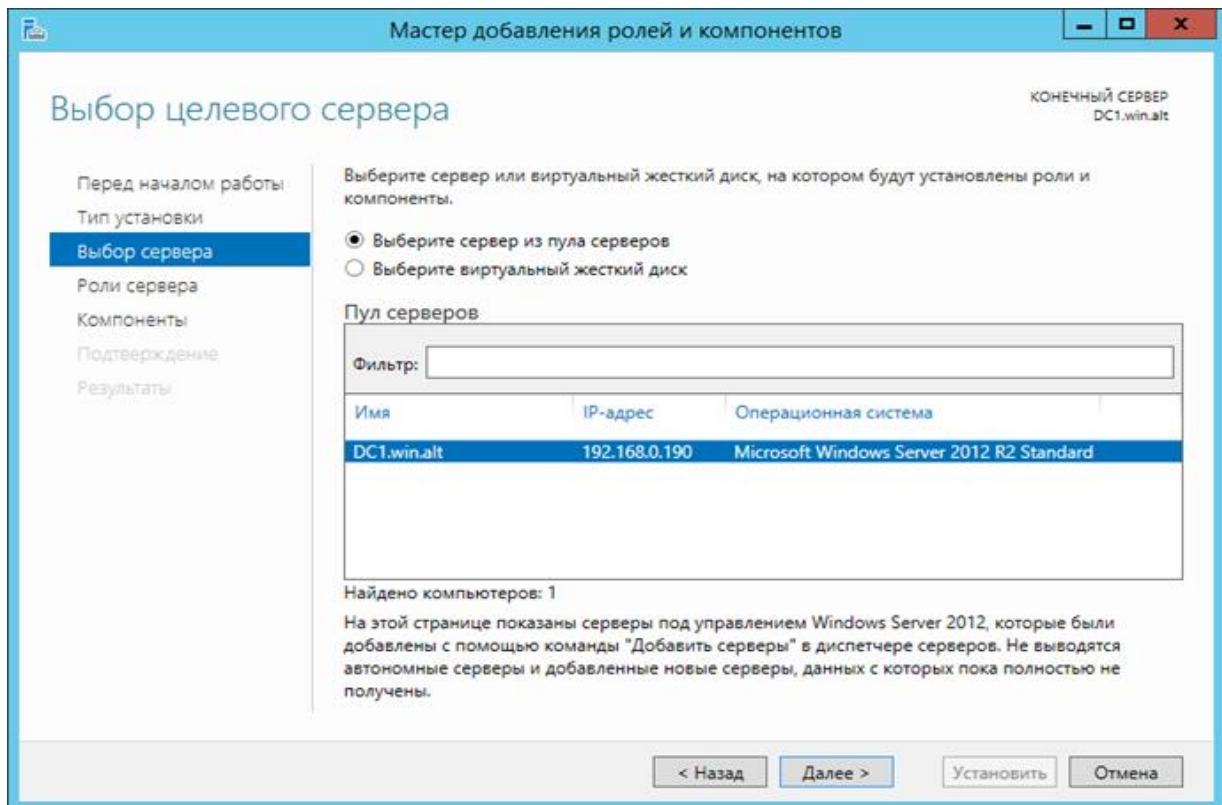 Мастер добавления ролей и компонентов
Выбор целевого сервера
КОНЕЧНЫЙ СЕРВЕР
DC1.win.alt
Перед началом работы
Тип установки
Выбор сервера
Роли сервера
Компоненты
Подтверждение
Результаты
Выберите сервер или виртуальный жесткий диск, на котором будут установлены роли и
компоненты.
Выберите сервер из пула серверов
Выберите виртуальный жесткий диск
Пул серверов
Фильтр:
Имя IP-адрес Операционная система
DC1.win.alt 192.168.0.190 Microsoft Windows Server 2012 R2 Standard
Найдено компьютеров: 1
На этой странице показаны серверы под управлением Windows Server 2012, которые были
добавлены с помощью команды "Добавить серверы" в диспетчере серверов. Не выводятся
автономные серверы и добавленные новые серверы, данных с которых пока полностью не
получены.
< Назад Далее > Установить Отмена